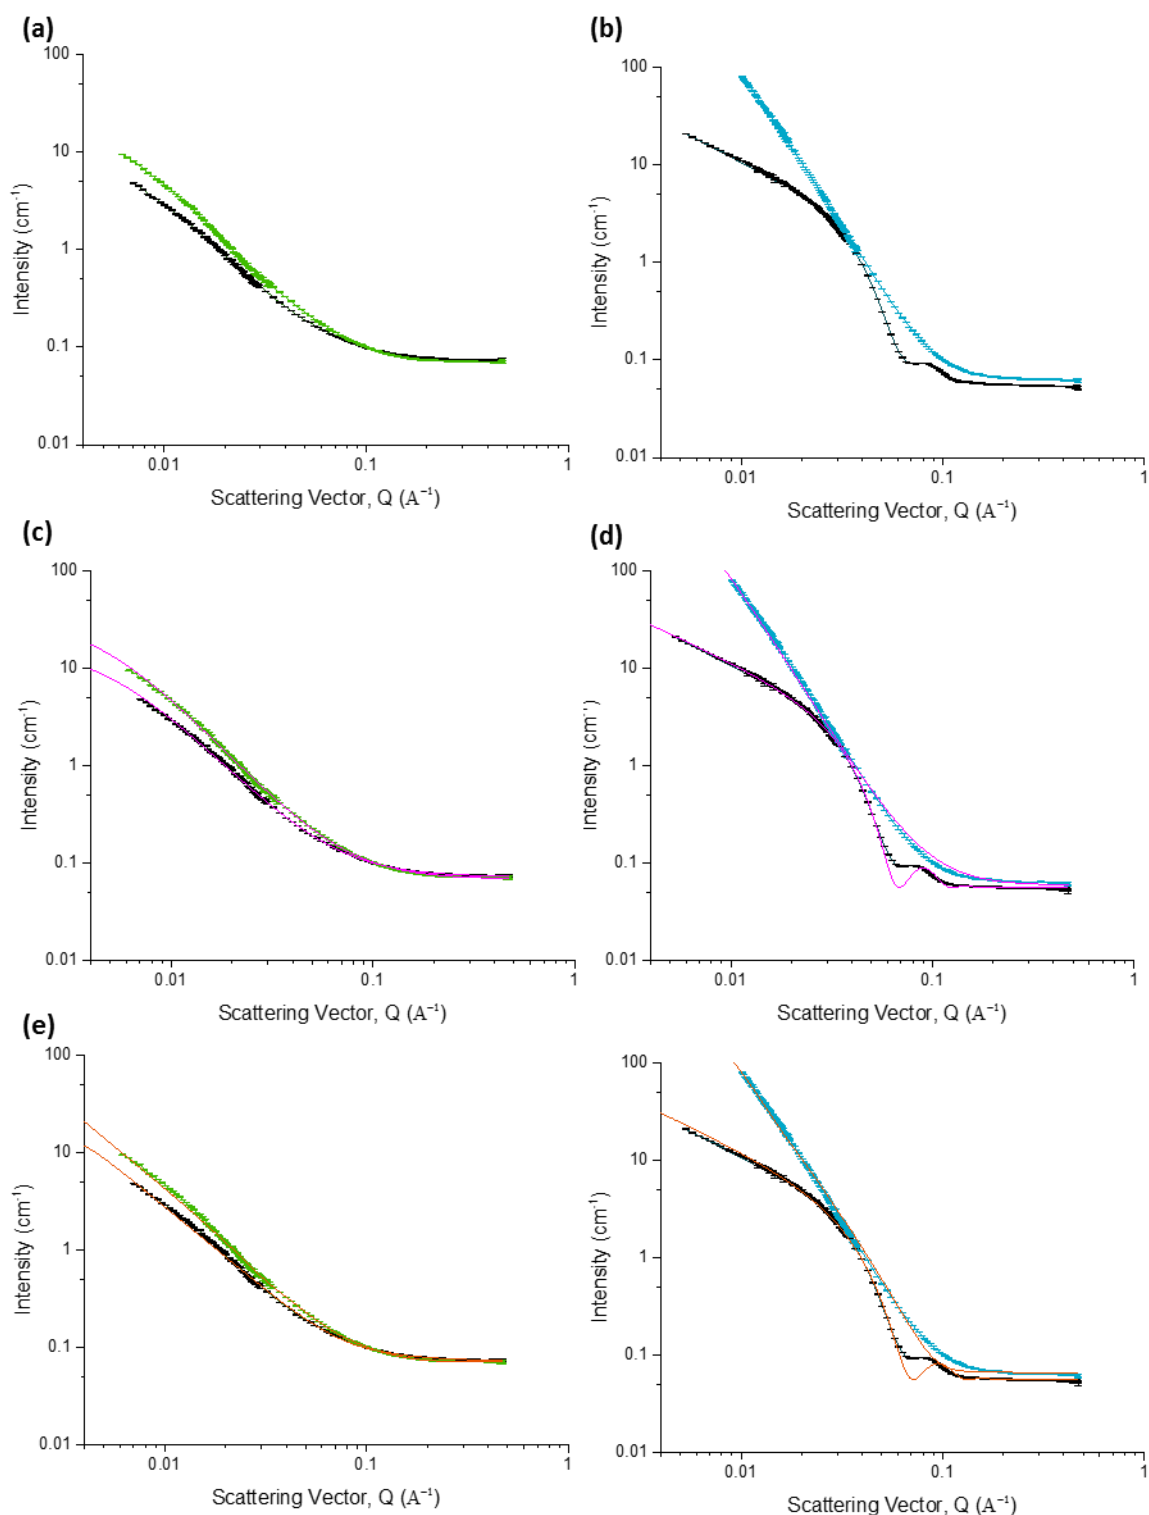 (a)
100
10
1
0.1
0.01
0.01
0.1
1
Intensity (cm⁻¹)
Scattering Vector, Q (A⁻¹)
(b)
100
10
1
0.1
0.01
0.01
0.1
1
Intensity (cm⁻¹)
Scattering Vector, Q (A⁻¹)
(c)
100
10
1
0.1
0.01
0.01
0.1
1
Intensity (cm⁻¹)
Scattering Vector, Q (A⁻¹)
(d)
100
10
1
0.1
0.01
0.01
0.1
1
Intensity (cm⁻¹)
Scattering Vector, Q (A⁻¹)
(e)
100
10
1
0.1
0.01
0.01
0.1
1
Intensity (cm⁻¹)
Scattering Vector, Q (A⁻¹)
100
10
1
0.1
0.01
0.01
0.1
1
Intensity (cm⁻¹)
Scattering Vector, Q (A⁻¹)